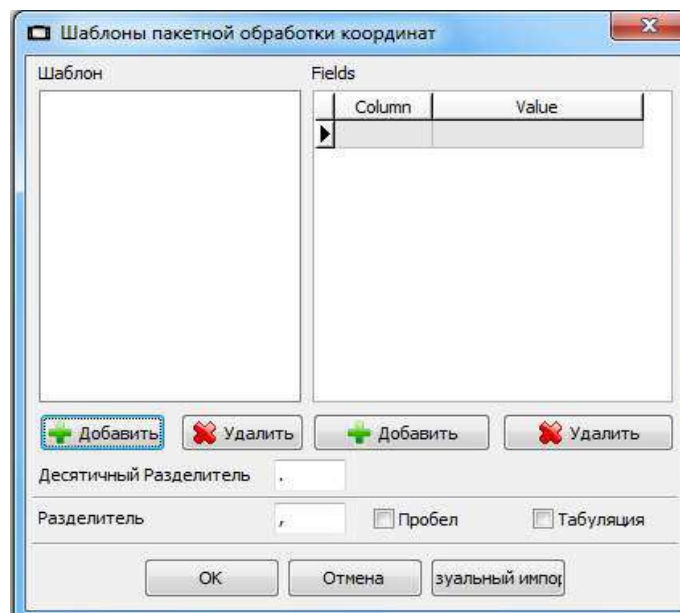 Шаблоны пакетной обработки координат
Шаблон Fields
Column Value
Добавить Удалить Добавить Удалить
Десятичный Разделитель .
Разделитель , Пробел Табуляция
OK Отмена зуальный импор